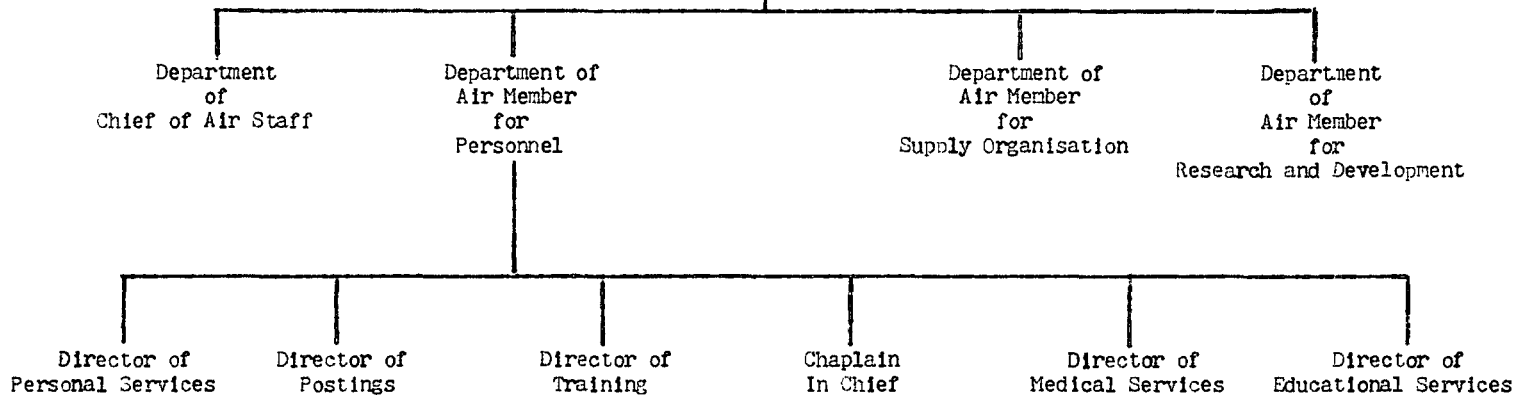 Department
of
Chief of Air Staff
Department of
Air Member
for
Personnel
Department of
Air Member
for
Supply Organisation
Department
of
Air Member
for
Research and Development
Director of
Personal Services
Director of
Postings
Director of
Training
Chaplain
In Chief
Director of
Medical Services
Director of
Educational Services